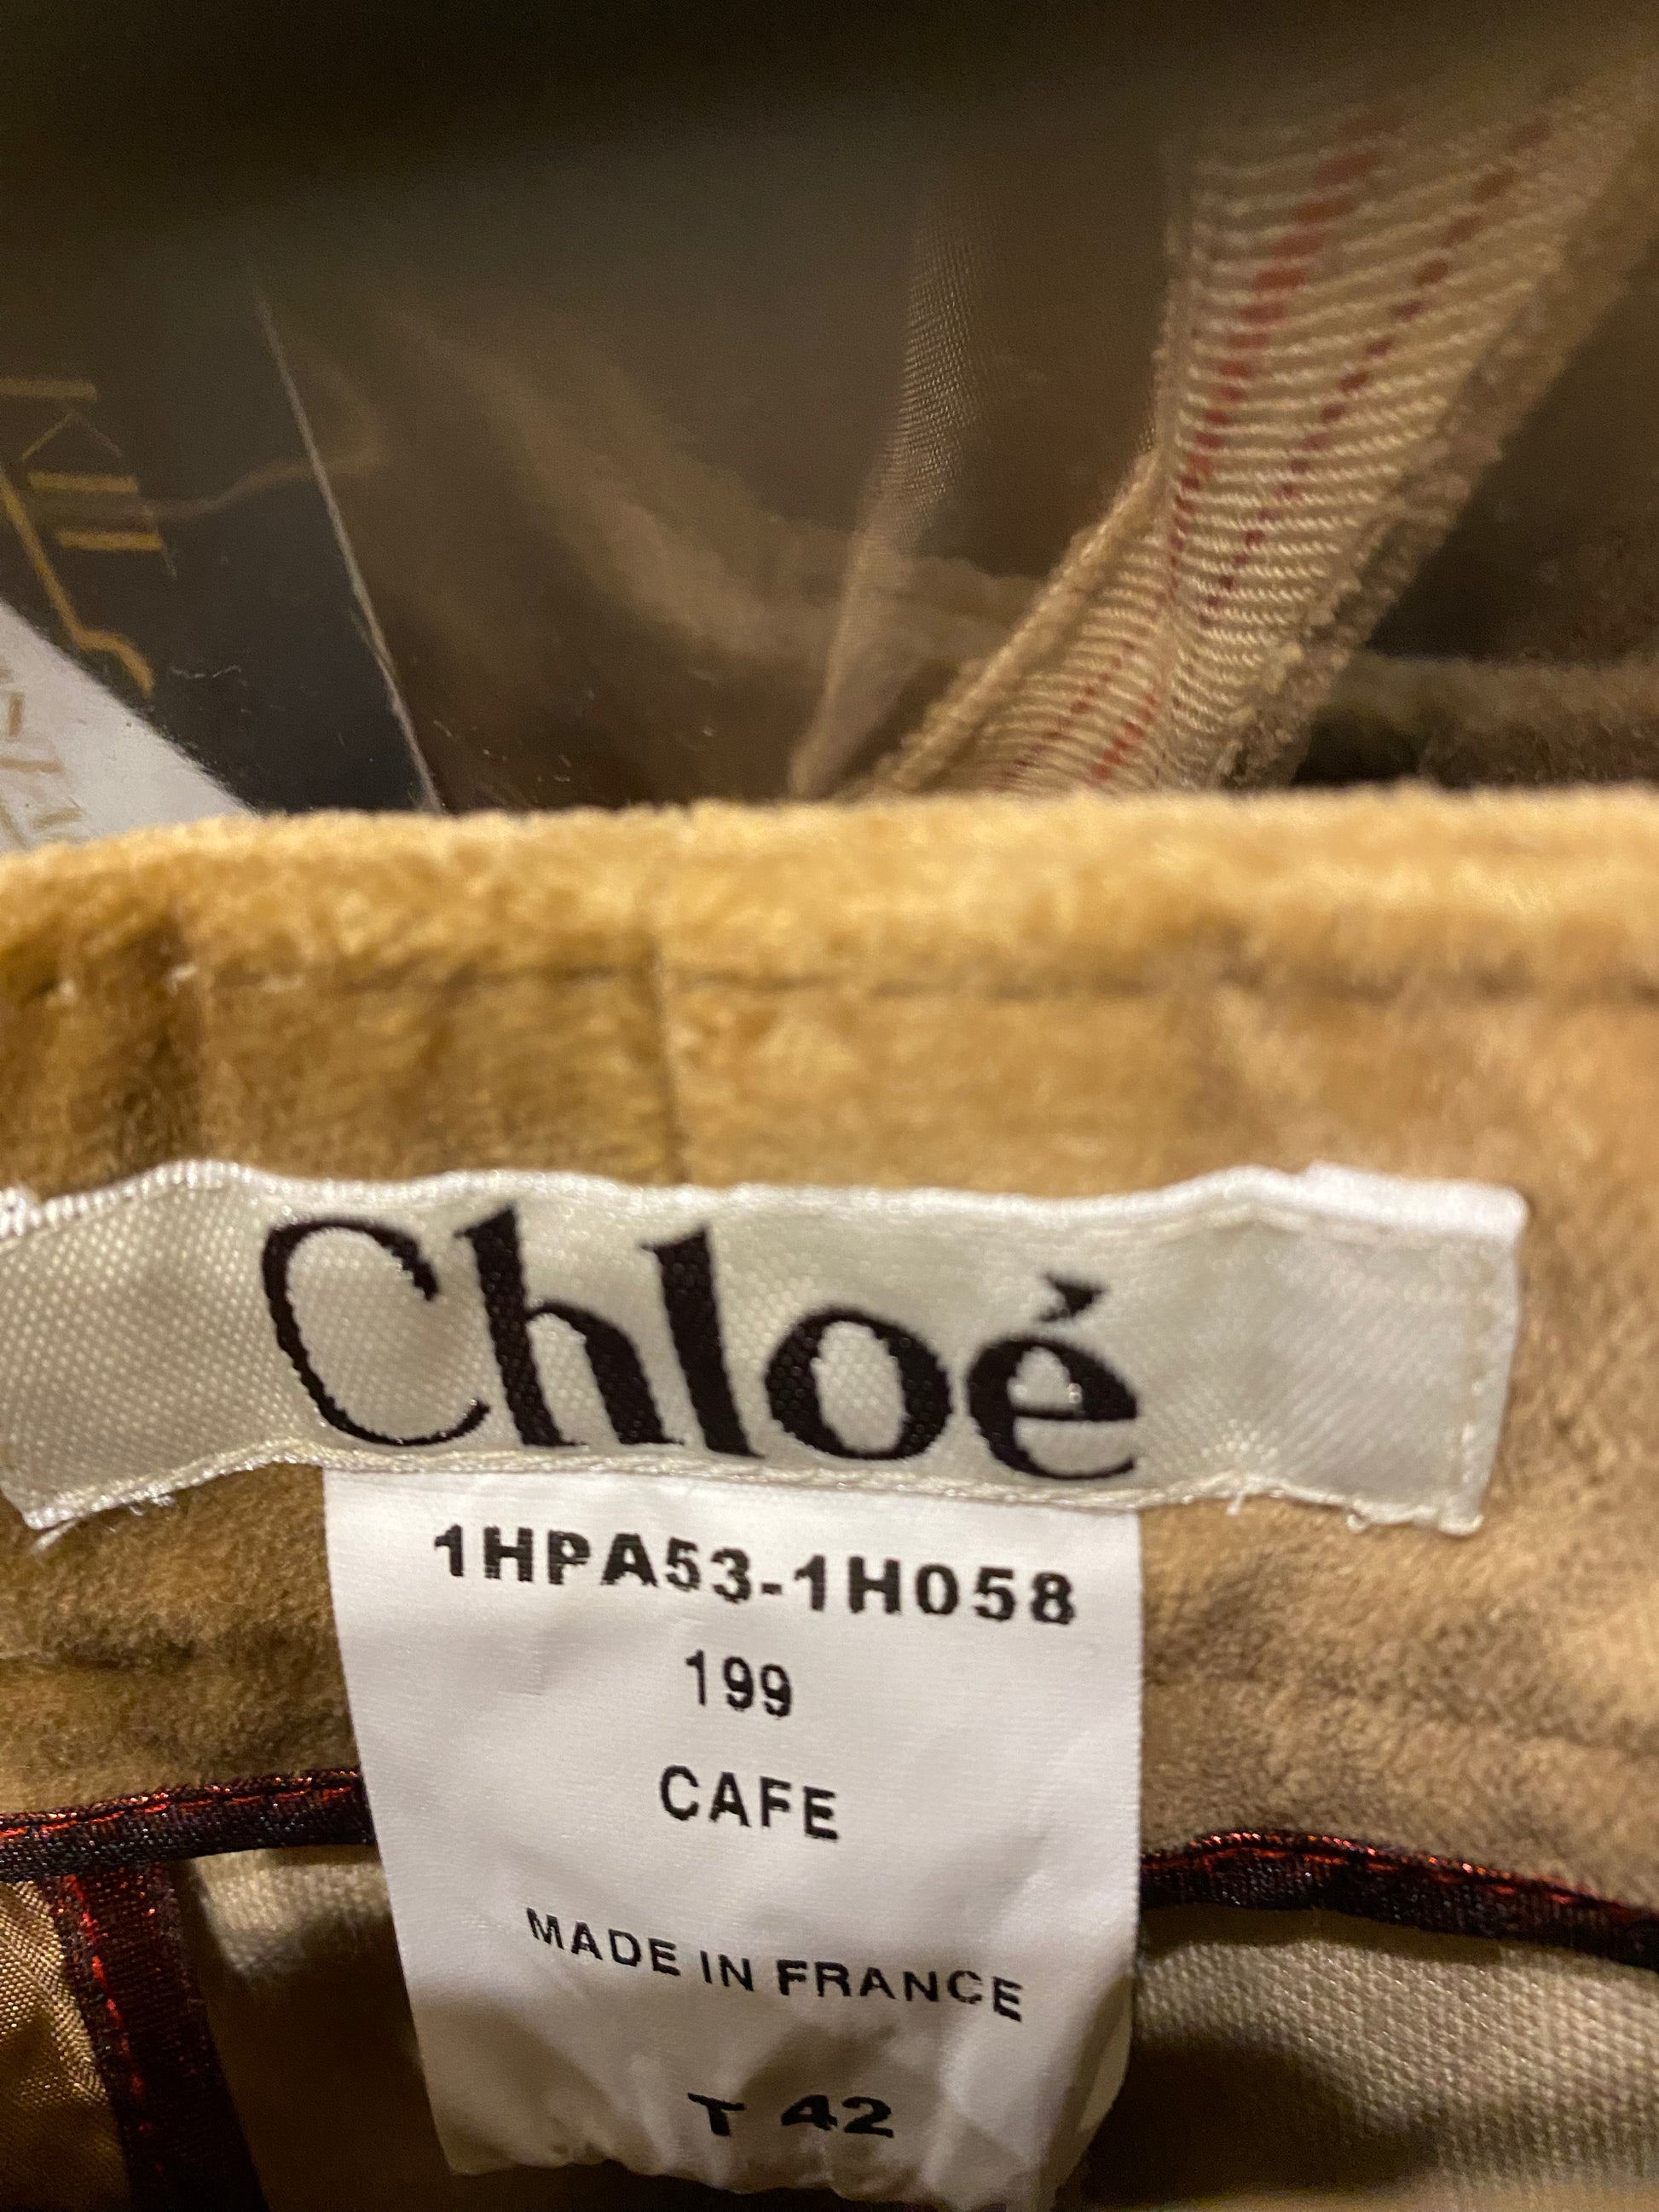 Chloé
1HPA53-1H058
199
CAFE
MADE IN FRANCE
T 42